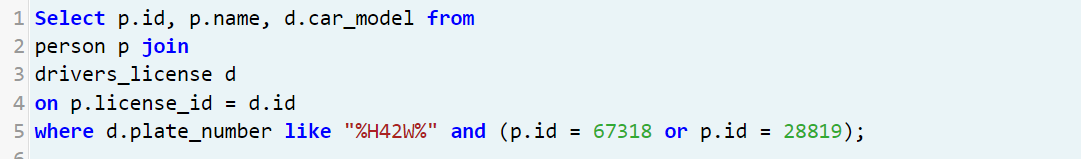 1 Select p.id, p.name, d.car_model from
2 person p join
3 drivers_license d
4 on p.license_id = d.id
5 where d.plate_number like "%H42W%" and (p.id = 67318 or p.id = 28819);
6